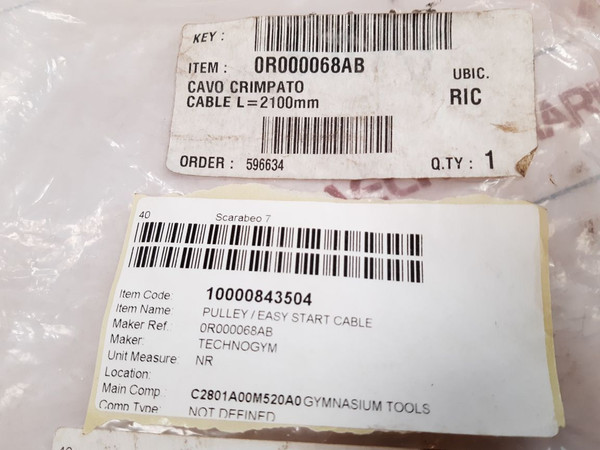 KEY :
ITEM : 0R000068AB
CAVO CRIMPATO
CABLE L=2100mm
UBIC.
RIC
ORDER : 596634
Q.TY : 1
40 Scarabeo 7
Item Code: 10000843504
Item Name: PULLEY / EASY START CABLE
Maker Ref.: 0R000068AB
Maker: TECHNOGYM
Unit Measure: NR
Location:
Main Comp.: C2801A00M520A0 GYMNASIUM TOOLS
Comp Type: NOT DEFINED
40